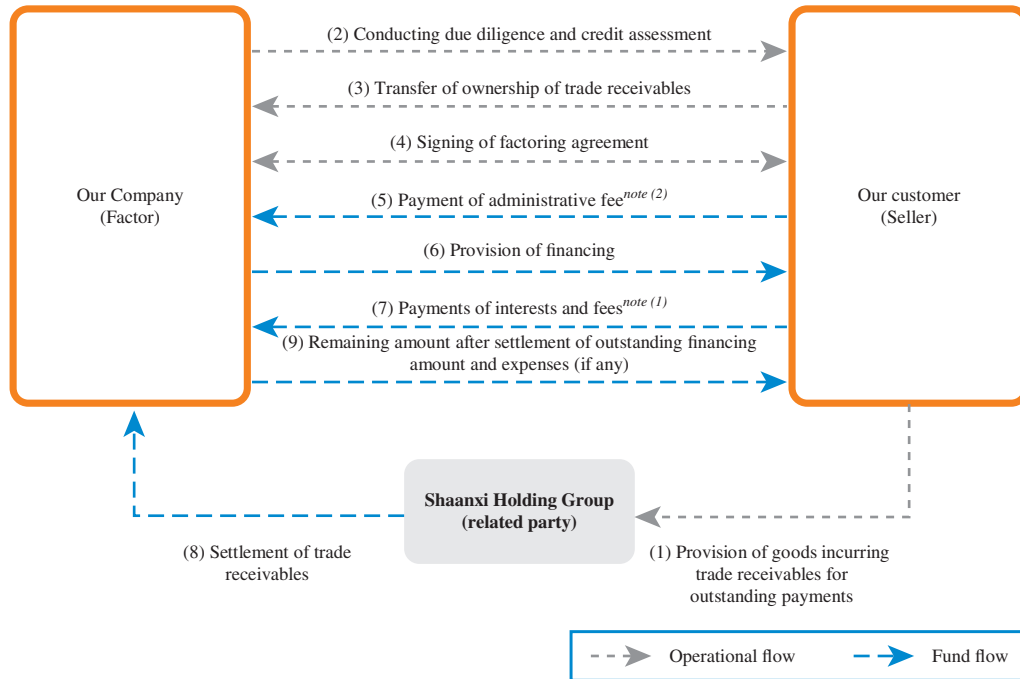 (2) Conducting due diligence and credit assessment
(3) Transfer of ownership of trade receivables
(4) Signing of factoring agreement
Our Company
(Factor)
Our customer
(Seller)
(5) Payment of administrative fee note (2)
(6) Provision of financing
(7) Payments of interests and fees note (1)
(9) Remaining amount after settlement of outstanding financing
amount and expenses (if any)
Shaanxi Holding Group
(related party)
(8) Settlement of trade
receivables
(1) Provision of goods incurring
trade receivables for
outstanding payments
Operational flow
Fund flow